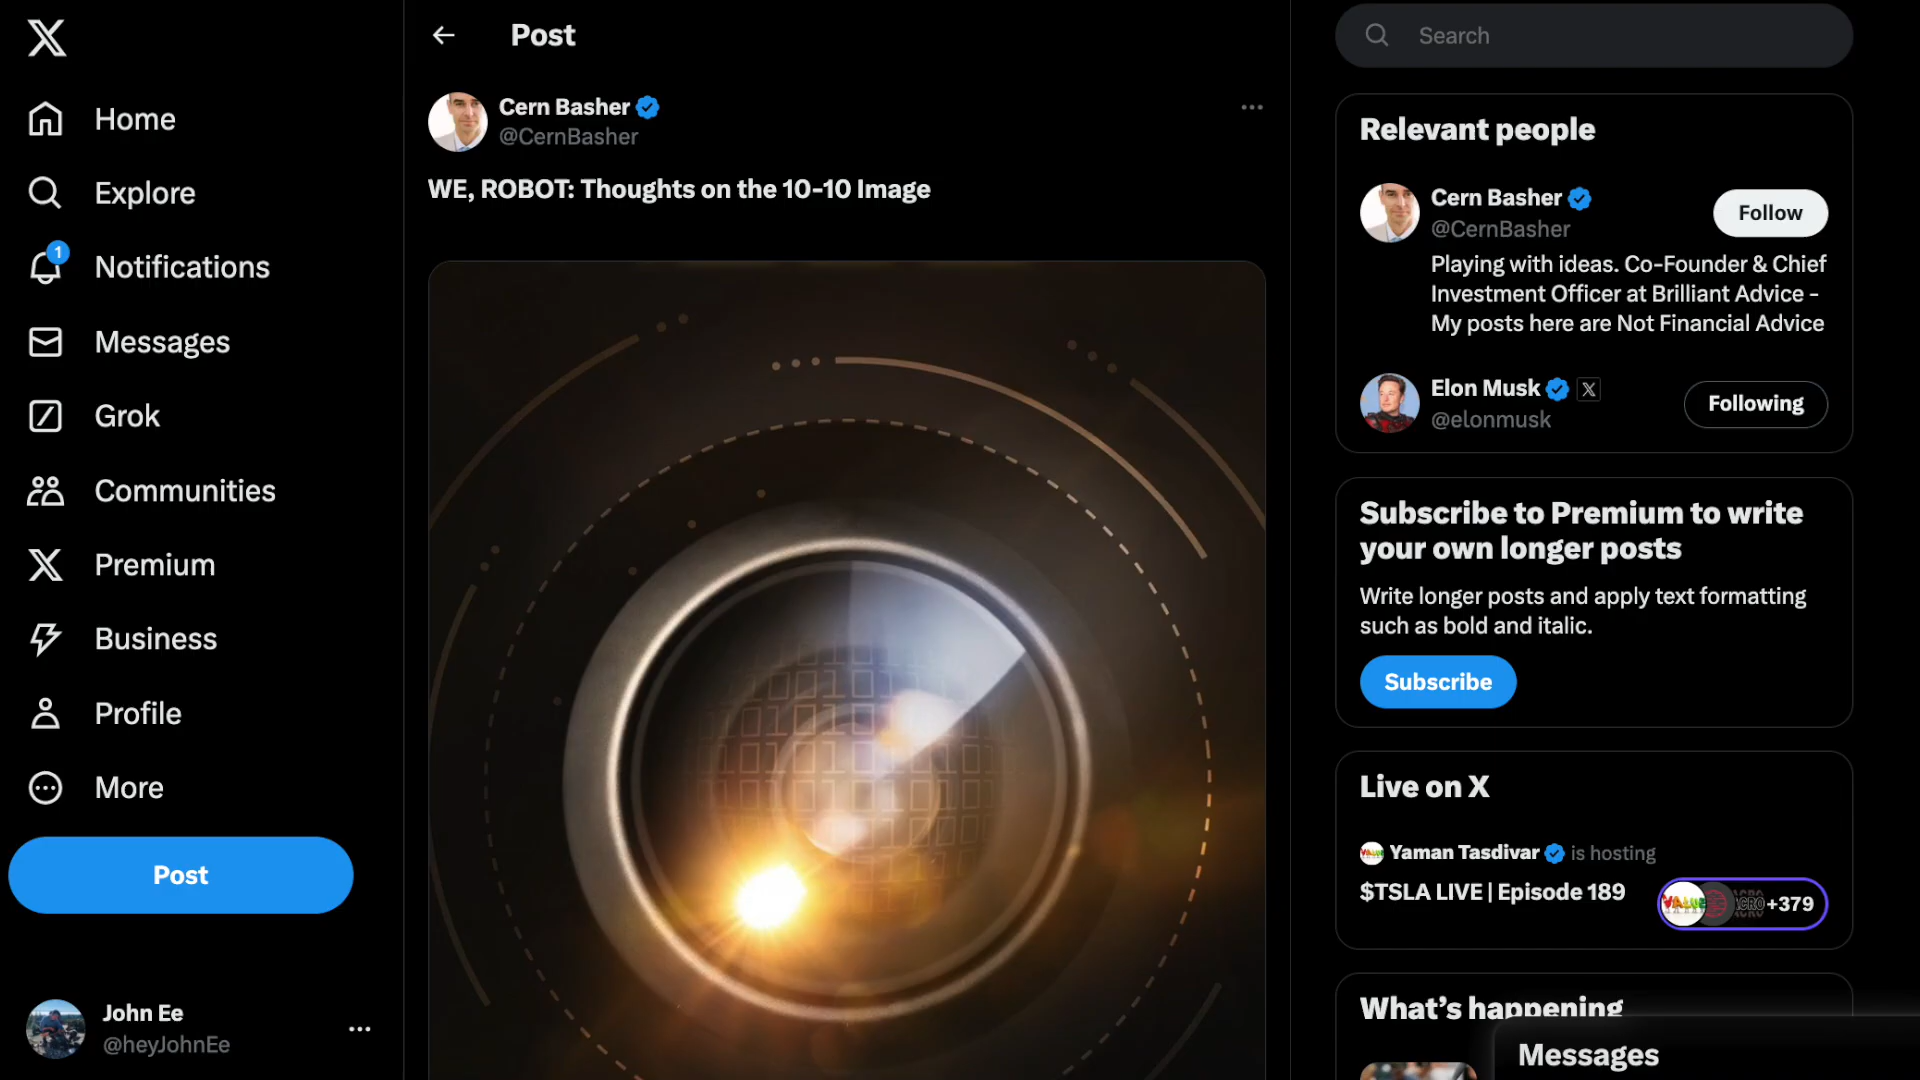 Home
Explore
1
Notifications
Messages
Grok
Communities
Premium
Business
Profile
More
Post
John Ee
@heyJohnEe
Post
Cern Basher
@CernBasher
WE, ROBOT: Thoughts on the 10-10 Image
Search
Relevant people
Cern Basher
@CernBasher
Follow
Playing with ideas. Co-Founder & Chief
Investment Officer at Brilliant Advice -
My posts here are Not Financial Advice
Elon Musk
@elonmusk
Following
Subscribe to Premium to write
your own longer posts
Write longer posts and apply text formatting
such as bold and italic.
Subscribe
Live on X
Yaman Tasdivar is hosting
$TSLA LIVE | Episode 189
VALUE
+379
What's happening
Messages